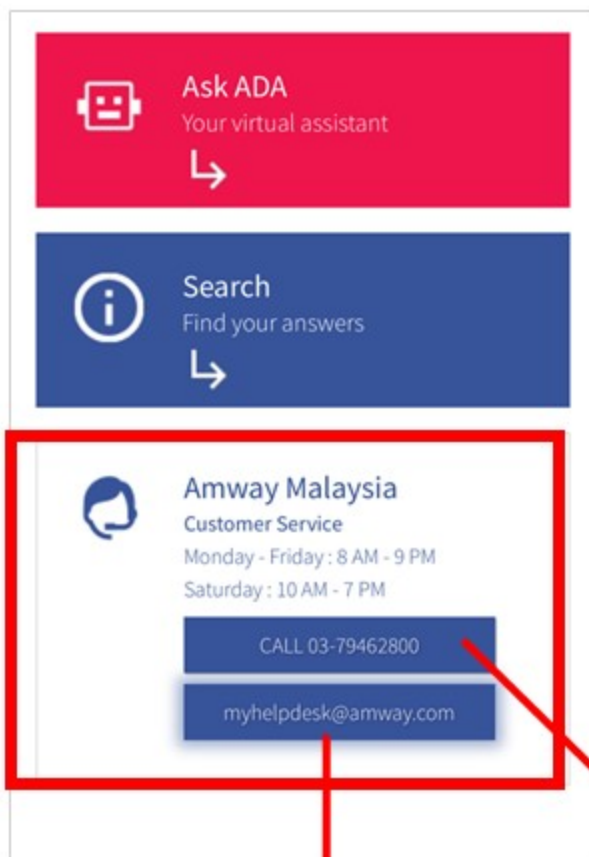 Ask ADA
Your virtual assistant
Search
Find your answers
Amway Malaysia
Customer Service
Monday - Friday : 8 AM - 9 PM
Saturday : 10 AM - 7 PM
CALL 03-79462800
myhelpdesk@amway.com